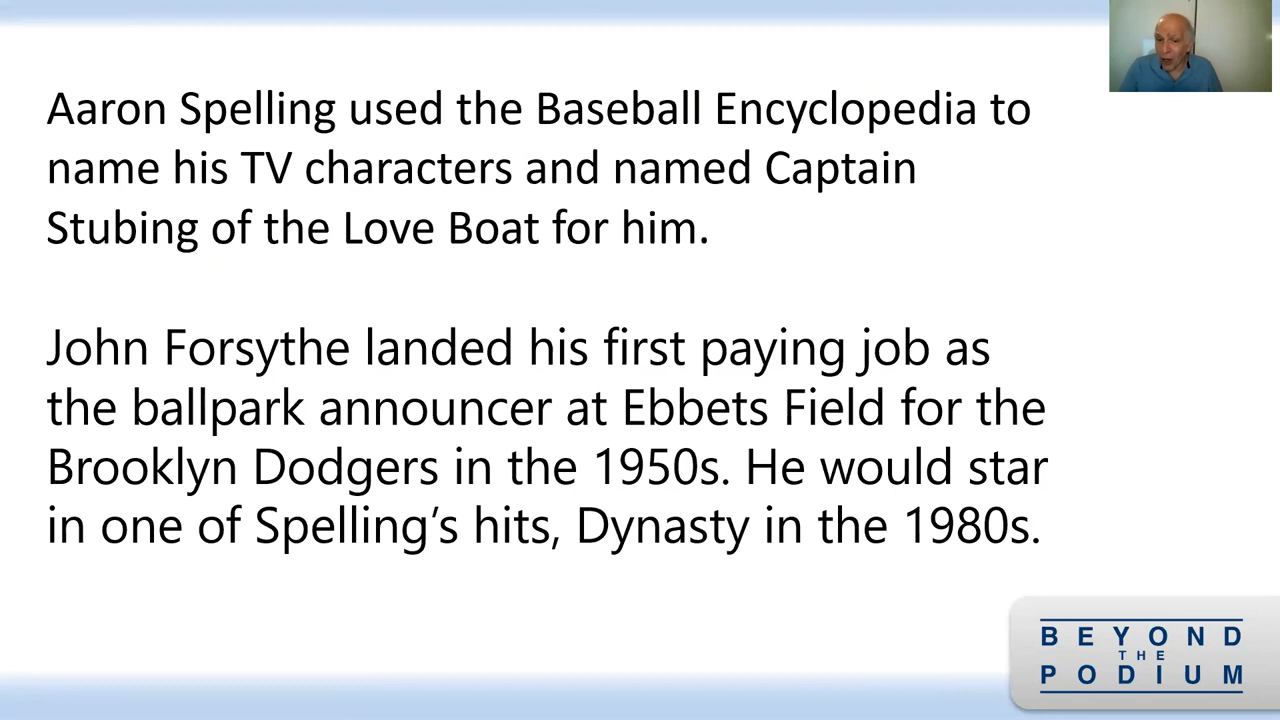 Aaron Spelling used the Baseball Encyclopedia to
name his TV characters and named Captain
Stubing of the Love Boat for him.
John Forsythe landed his first paying job as
the ballpark announcer at Ebbets Field for the
Brooklyn Dodgers in the 1950s. He would star
in one of Spelling’s hits, Dynasty in the 1980s.
BEYOND
THE
PODIUM